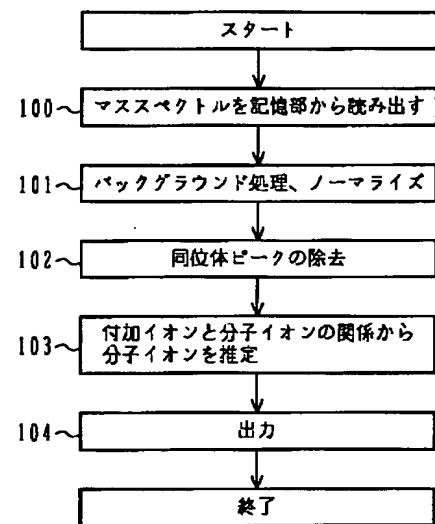 スタート
100 マススペクトルを記憶部から読み出す
101 バックグラウンド処理、ノーマライズ
102 同位体ピークの除去
103 付加イオンと分子イオンの関係から
分子イオンを推定
104 出力
終了